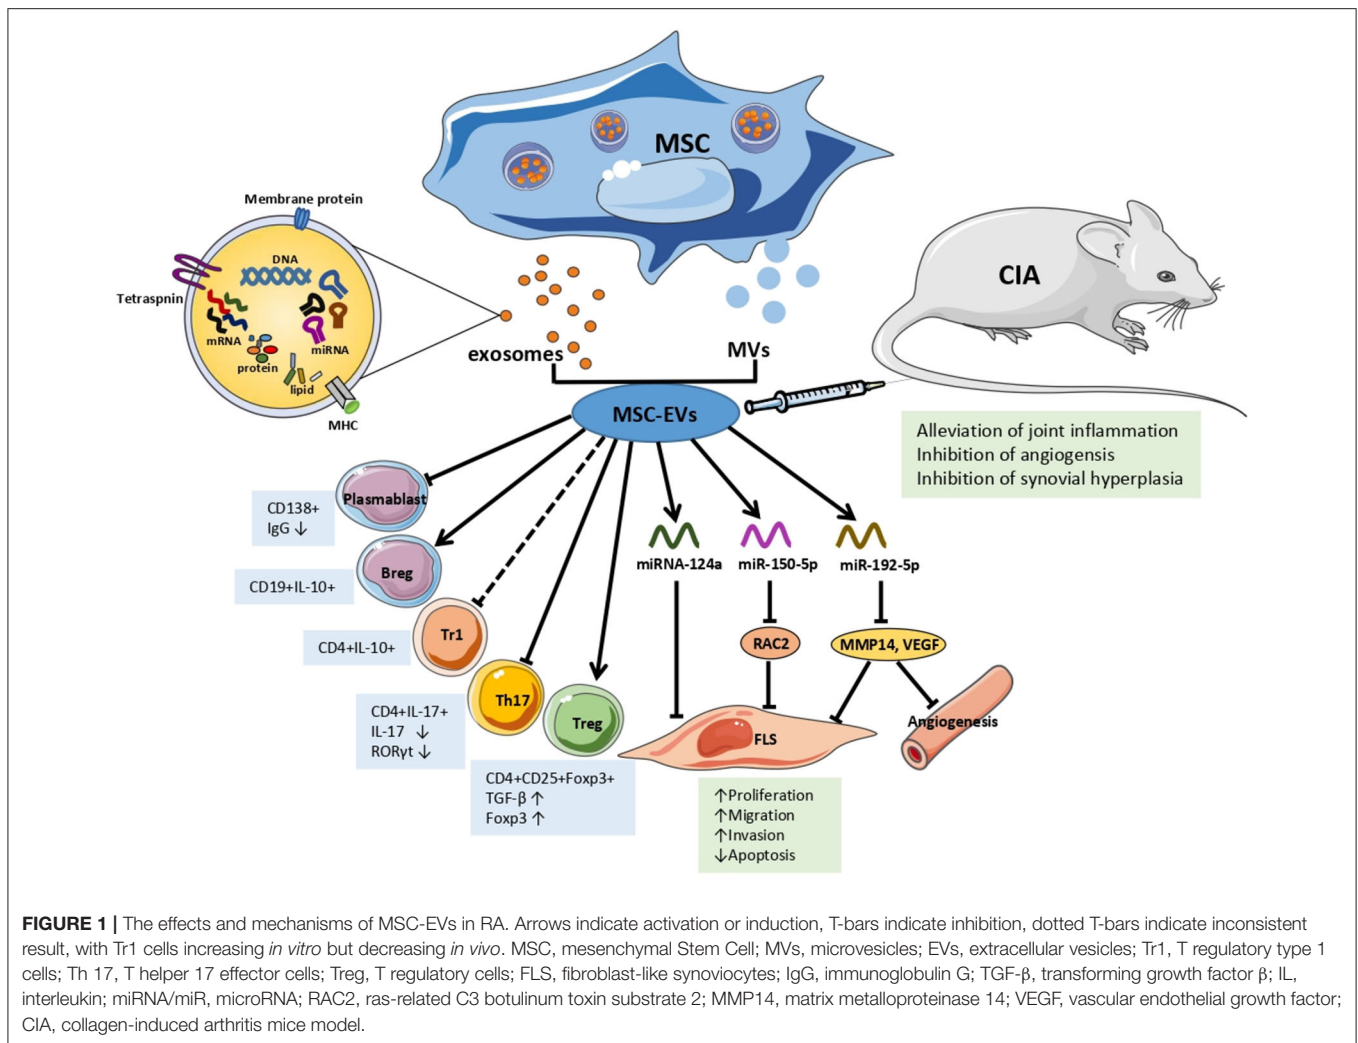 MSC
Membrane protein
DNA
Tetraspnin
mRNA
miRNA
protein
lipid
MHC
exosomes
MVs
CIA
MSC-EVs
Alleviation of joint inflammation
Inhibition of angiogensis
Inhibition of synovial hyperplasia
Plasmablast
CD138+
IgG ↓
Breg
CD19+IL-10+
Tr1
CD4+IL-10+
Th17
CD4+IL-17+
IL-17 ↓
RORγt ↓
Treg
CD4+CD25+Foxp3+
TGF-β ↑
Foxp3 ↑
miRNA-124a
miR-150-5p
miR-192-5p
RAC2
MMP14, VEGF
FLS
Angiogenesis
↑Proliferation
↑Migration
↑Invasion
↓Apoptosis
FIGURE 1 | The effects and mechanisms of MSC-EVs in RA. Arrows indicate activation or induction, T-bars indicate inhibition, dotted T-bars indicate inconsistent
result, with Tr1 cells increasing in vitro but decreasing in vivo. MSC, mesenchymal Stem Cell; MVs, microvesicles; EVs, extracellular vesicles; Tr1, T regulatory type 1
cells; Th 17, T helper 17 effector cells; Treg, T regulatory cells; FLS, fibroblast-like synoviocytes; IgG, immunoglobulin G; TGF-β, transforming growth factor β; IL,
interleukin; miRNA/miR, microRNA; RAC2, ras-related C3 botulinum toxin substrate 2; MMP14, matrix metalloproteinase 14; VEGF, vascular endothelial growth factor;
CIA, collagen-induced arthritis mice model.